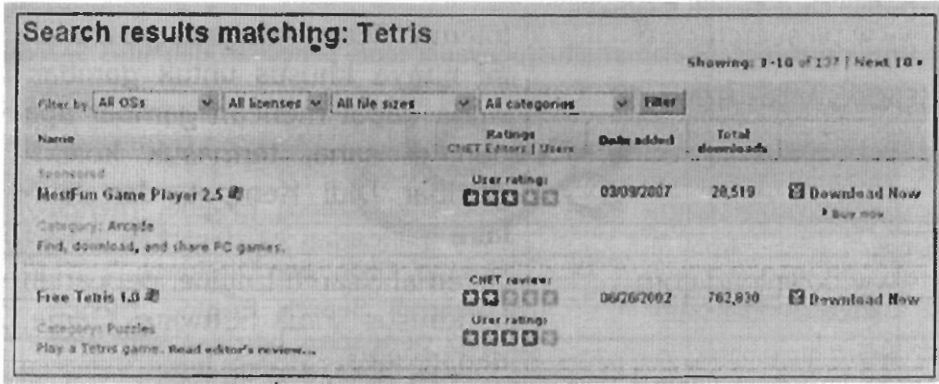 Search results matching: Tetris
Showing: 1-10 of 137 | Next 10
Filter by All OSs All licenses All file sizes All categories Filter
Name Ratings Date added Total
CNET Editors | Users downloads
Sponsored User rating:
MostFun Game Player 2.5 03/09/2007 20,519 Download Now
Buy now
Category: Arcade
Find, download, and share PC games.
CNET review:
Free Tetris 1.0 06/26/2002 762,830 Download Now
User rating:
Category: Puzzles
Play a Tetris game. Read editor's review...